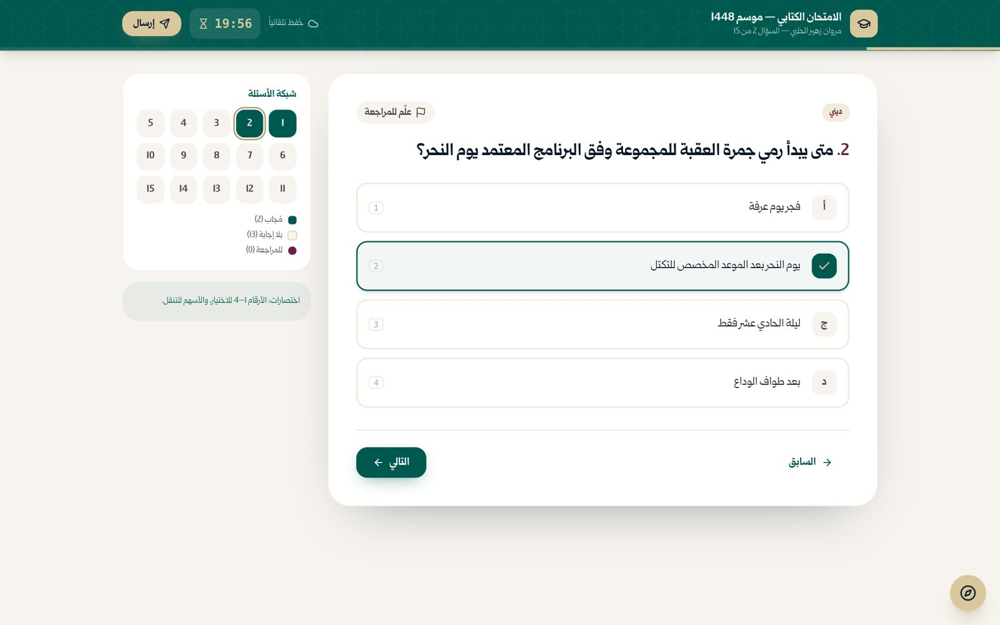 الامتحان الكتابي — موسم 1448
مروان زهير الحلبي — السؤال 2 من 15
حُفظ تلقائياً
19:56
إرسال
ديني
علّم للمراجعة
2. متى يبدأ رمي جمرة العقبة للمجموعة وفق البرنامج المعتمد يوم النحر؟
أ فجر يوم عرفة 1
يوم النحر بعد الموعد المخصص للتكتل 2
ج ليلة الحادي عشر فقط 3
د بعد طواف الوداع 4
السابق
التالي
شبكة الأسئلة
1 2 3 4 5
6 7 8 9 10
11 12 13 14 15
مُجاب (2)
بلا إجابة (13)
للمراجعة (0)
اختصارات: الأرقام 1–4 للاختيار، والأسهم للتنقل.